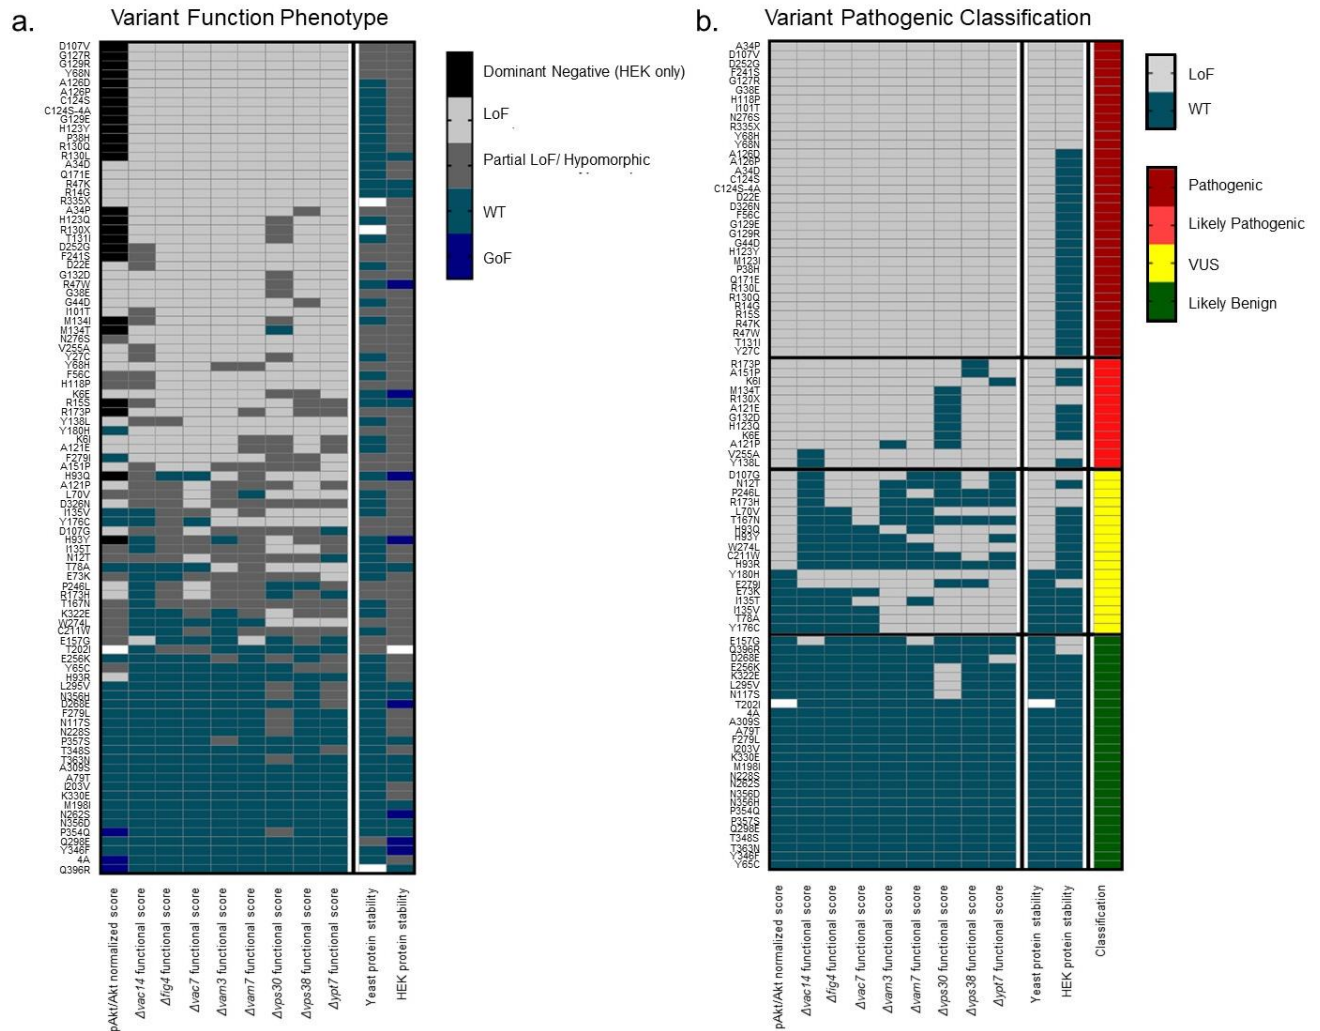 a.
Variant Function Phenotype
D107V
G127R
G129R
Y68N
A126D
A126P
C124S
C124S-4A
G129E
H123Y
P38H
R130Q
R130L
A34D
Q171E
R47K
R14G
R335X
A34P
H123Q
R130X
T131I
D252G
F241S
D22E
G132D
R47W
G38E
G44D
I101T
M134I
M134T
N276S
V255A
Y27C
Y68H
F56C
H118P
K6E
R15S
R173P
Y138L
Y180H
K6I
A121E
F279I
A151P
H93Q
A121P
L70V
D326N
I135V
Y176C
D107G
H93Y
I135T
N12T
T78A
E73K
P246L
R173H
T167N
K322E
W274L
C211W
E157G
T202I
E256K
Y65C
H93R
L295V
N356H
D268E
F279L
N117S
N228S
P357S
T348S
T363N
A309S
A79T
I203V
K330E
M198I
N262S
N356D
P354Q
Q298E
Y346F
4A
Q396R
pAkt/Akt normalized score
Δvac14 functional score
Δfig4 functional score
Δvac7 functional score
Δvam3 functional score
Δvam7 functional score
Δvps30 functional score
Δvps38 functional score
Δypt7 functional score
Yeast protein stability
HEK protein stability
Dominant Negative (HEK only)
LoF
Partial LoF/ Hypomorphic
WT
GoF
b.
Variant Pathogenic Classification
A34P
D107V
D252G
F241S
G127R
G38E
H118P
I101T
N276S
R335X
Y68H
Y68N
A126D
A126P
A34D
C124S
C124S-4A
D22E
D326N
F56C
G129E
G129R
G44D
H123Y
M123I
P38H
Q171E
R130L
R130Q
R14G
R15S
R47K
R47W
T131I
Y27C
R173P
A151P
K6I
M134T
R130X
A121E
G132D
H123Q
K6E
A121P
V255A
Y138L
D107G
N12T
P246L
R173H
L70V
T167N
H93Q
H93Y
W274L
C211W
H93R
Y180H
E279I
E73K
I135T
I135V
T78A
Y176C
E157G
Q396R
D268E
E256K
K322E
L295V
N117S
T202I
4A
A309S
A79T
F279L
I203V
K330E
M198I
N228S
N262S
N356D
N356H
P354Q
P357S
Q298E
T348S
T363N
Y346F
Y65C
pAkt/Akt normalized score
Δvac14 functional score
Δfig4 functional score
Δvac7 functional score
Δvam3 functional score
Δvam7 functional score
Δvps30 functional score
Δvps38 functional score
Δypt7 functional score
Yeast protein stability
HEK protein stability
Classification
LoF
WT
Pathogenic
Likely Pathogenic
VUS
Likely Benign